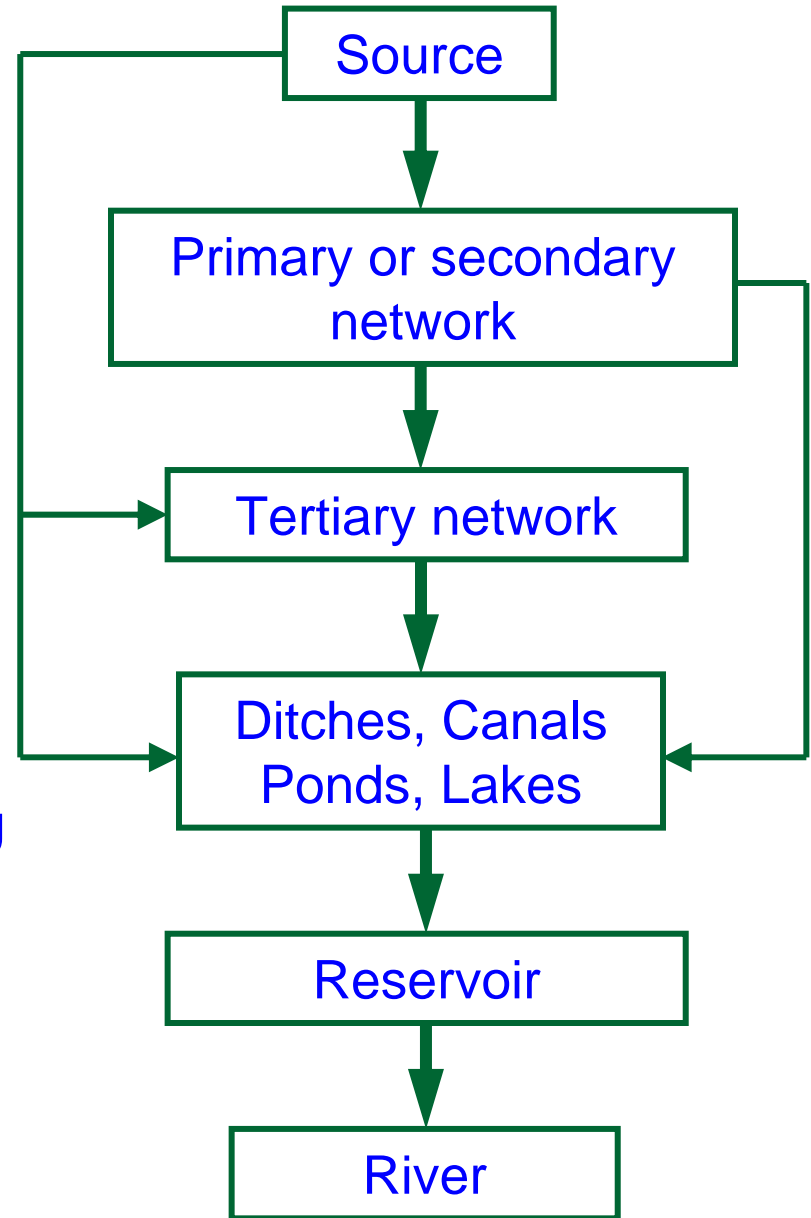 Source
Primary or secondary
network
Tertiary network
Ditches, Canals
Ponds, Lakes
Reservoir
River